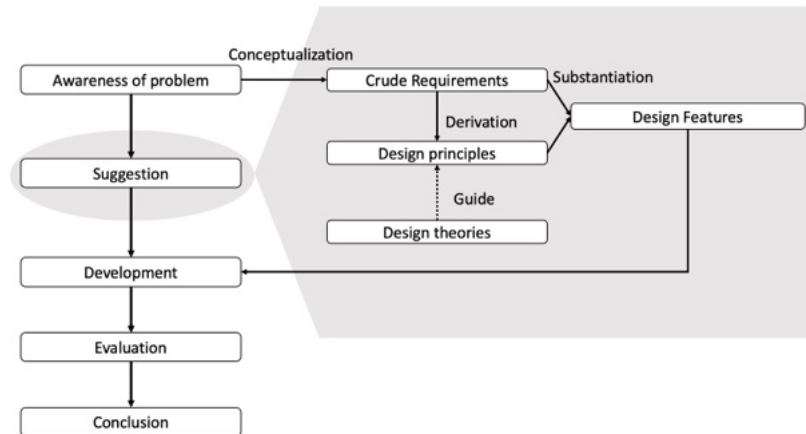 Conceptualization
Awareness of problem
Crude Requirements
Substantiation
Derivation
Design Features
Design principles
Suggestion
Guide
Design theories
Development
Evaluation
Conclusion